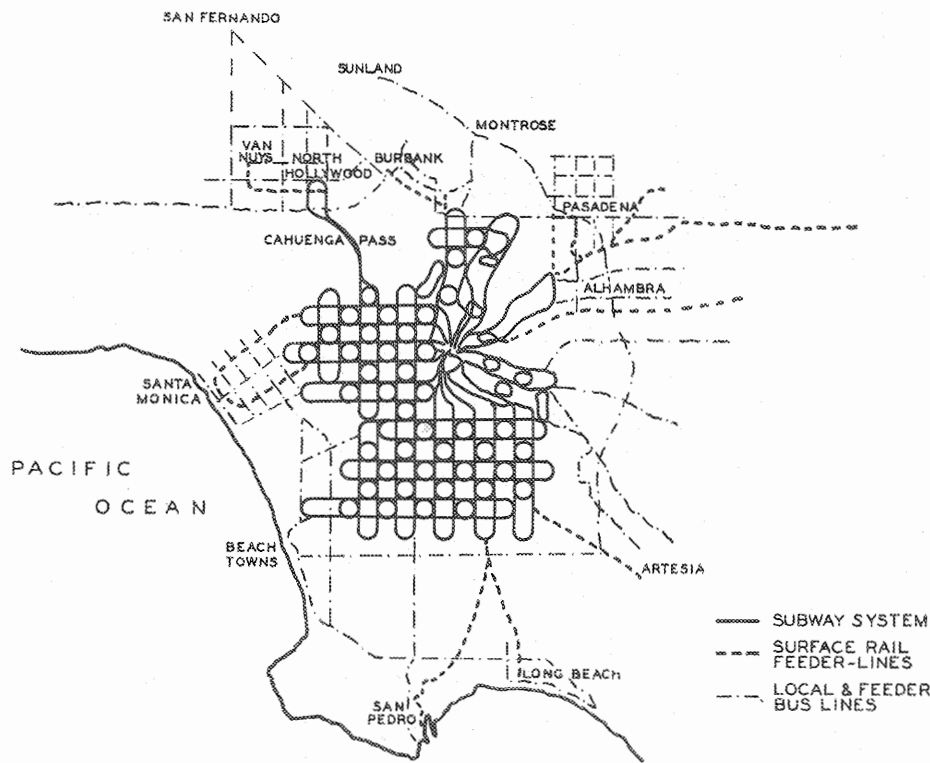 SAN FERNANDO
SUNLAND
MONTROSE
VAN
NUYS
NORTH
HOLLYWOOD
BURBANK
PASADENA
CAHUENGA PASS
ALHAMBRA
SANTA
MONICA
PACIFIC
OCEAN
BEACH
TOWNS
ARTESIA
SUBWAY SYSTEM
SURFACE RAIL
FEEDER-LINES
LONG BEACH
LOCAL & FEEDER
BUS LINES
SAN
PEDRO